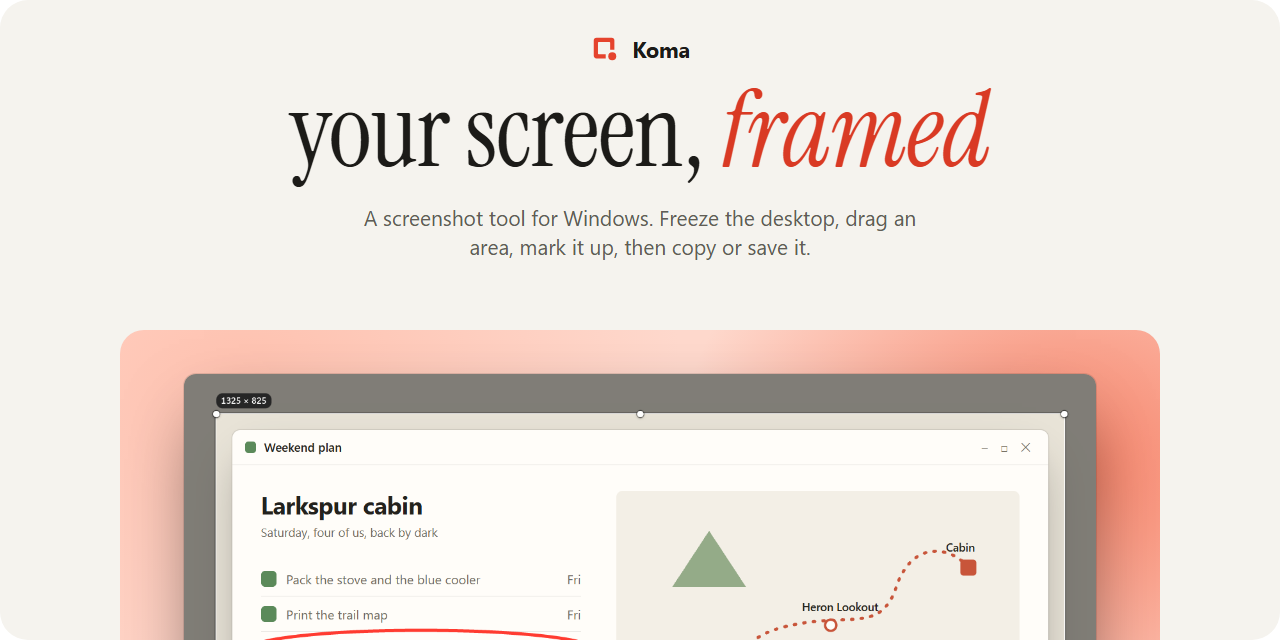 Koma
your screen, framed
A screenshot tool for Windows. Freeze the desktop, drag an
area, mark it up, then copy or save it.
1325 × 825
Weekend plan
Larkspur cabin
Saturday, four of us, back by dark
Pack the stove and the blue cooler Fri
Print the trail map Fri
Cabin
Heron Lookout